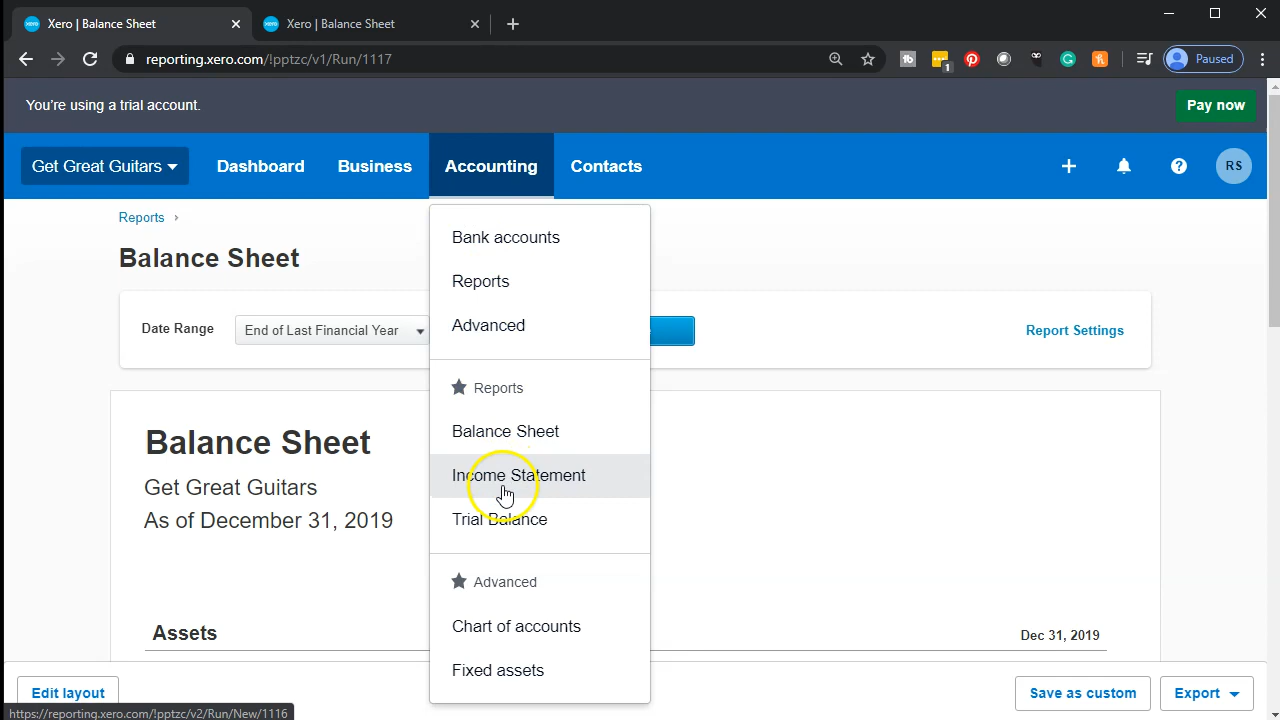 Xero | Balance Sheet
Xero | Balance Sheet
reporting.xero.com/!pptzc/v1/Run/1117
1
Paused
You're using a trial account.
Pay now
Get Great Guitars
Dashboard
Business
Accounting
Contacts
RS
Reports
Balance Sheet
Date Range
End of Last Financial Year
Report Settings
Bank accounts
Reports
Advanced
Reports
Balance Sheet
Income Statement
Trial Balance
Advanced
Chart of accounts
Fixed assets
Balance Sheet
Get Great Guitars
As of December 31, 2019
Assets
Dec 31, 2019
Edit layout
Save as custom
Export
https://reporting.xero.com/!pptzc/v2/Run/New/1116